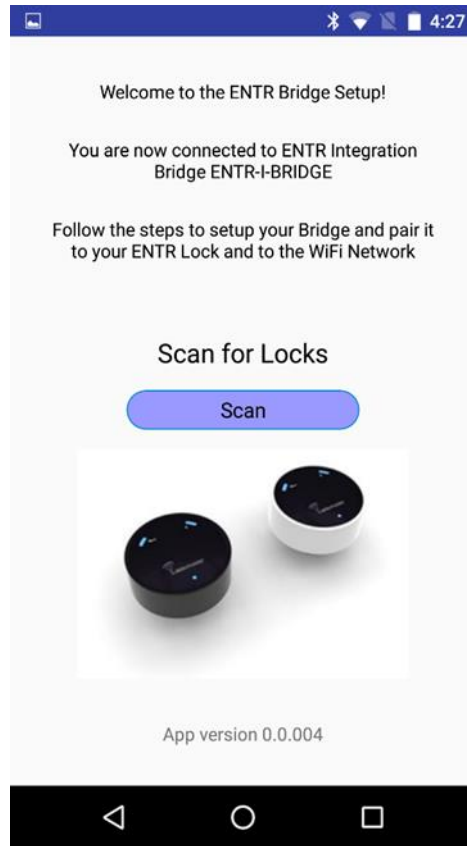 4:27
Welcome to the ENTR Bridge Setup!
You are now connected to ENTR Integration
Bridge ENTR-I-BRIDGE
Follow the steps to setup your Bridge and pair it
to your ENTR Lock and to the WiFi Network
Scan for Locks
Scan
App version 0.0.004